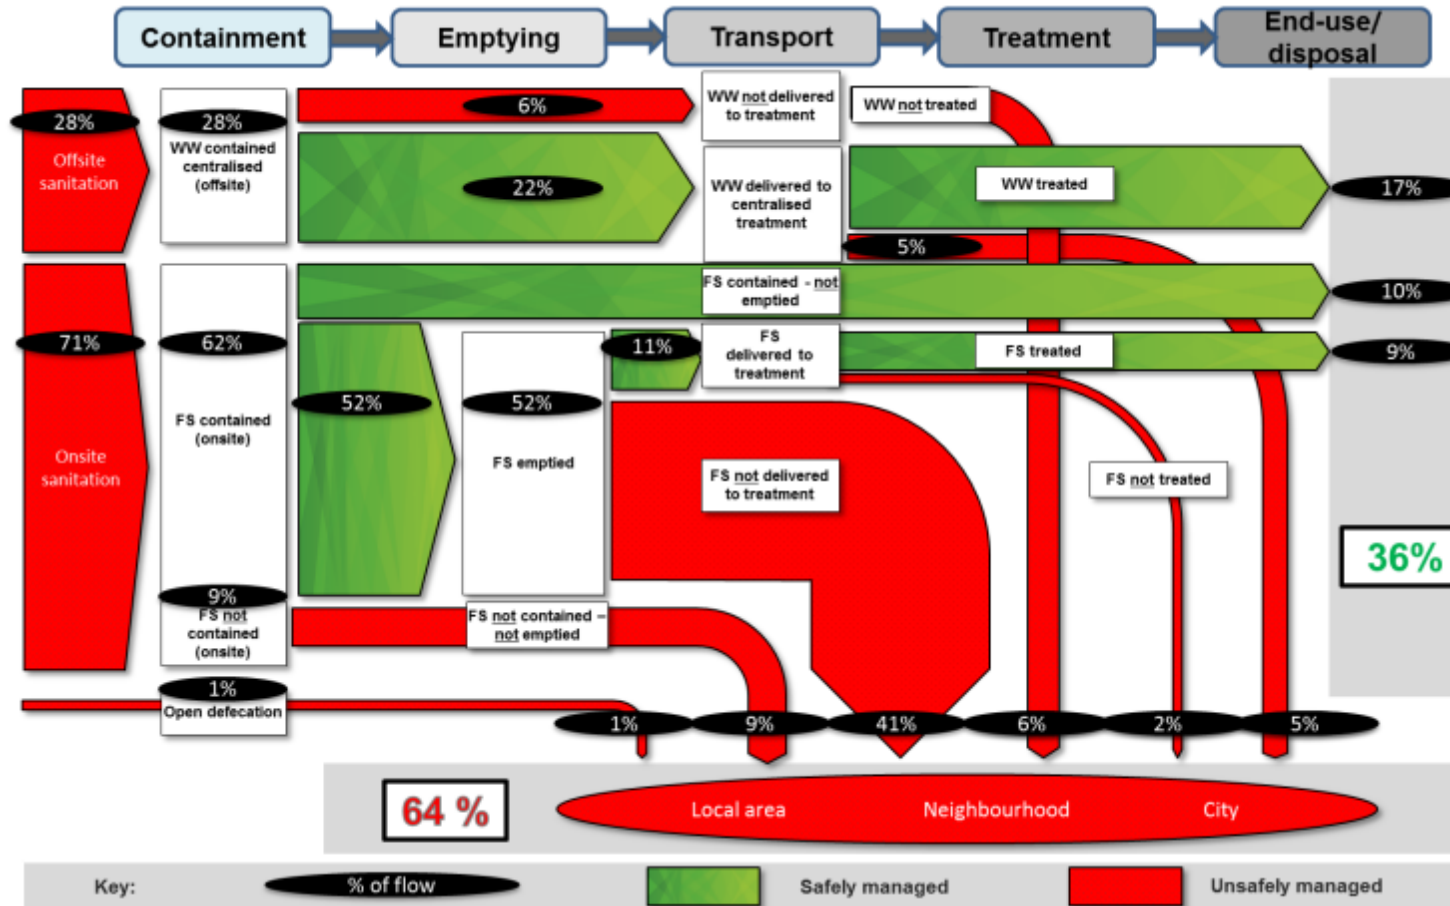 Containment
Emptying
Transport
Treatment
End-use/
disposal
28%
Offsite
sanitation
28%
WW contained
centralised
(offsite)
6%
22%
WW not delivered
to treatment
WW delivered to
centralised
treatment
WW not treated
WW treated
17%
5%
71%
Onsite
sanitation
62%
FS contained
(onsite)
FS contained - not
emptied
10%
52%
52%
FS emptied
11%
FS
delivered to
treatment
FS treated
9%
FS not delivered
to treatment
FS not treated
36%
9%
FS not
contained
(onsite)
FS not contained –
not emptied
1%
Open defecation
1%
9%
41%
6%
2%
5%
64 %
Local area
Neighbourhood
City
Key:
% of flow
Safely managed
Unsafely managed